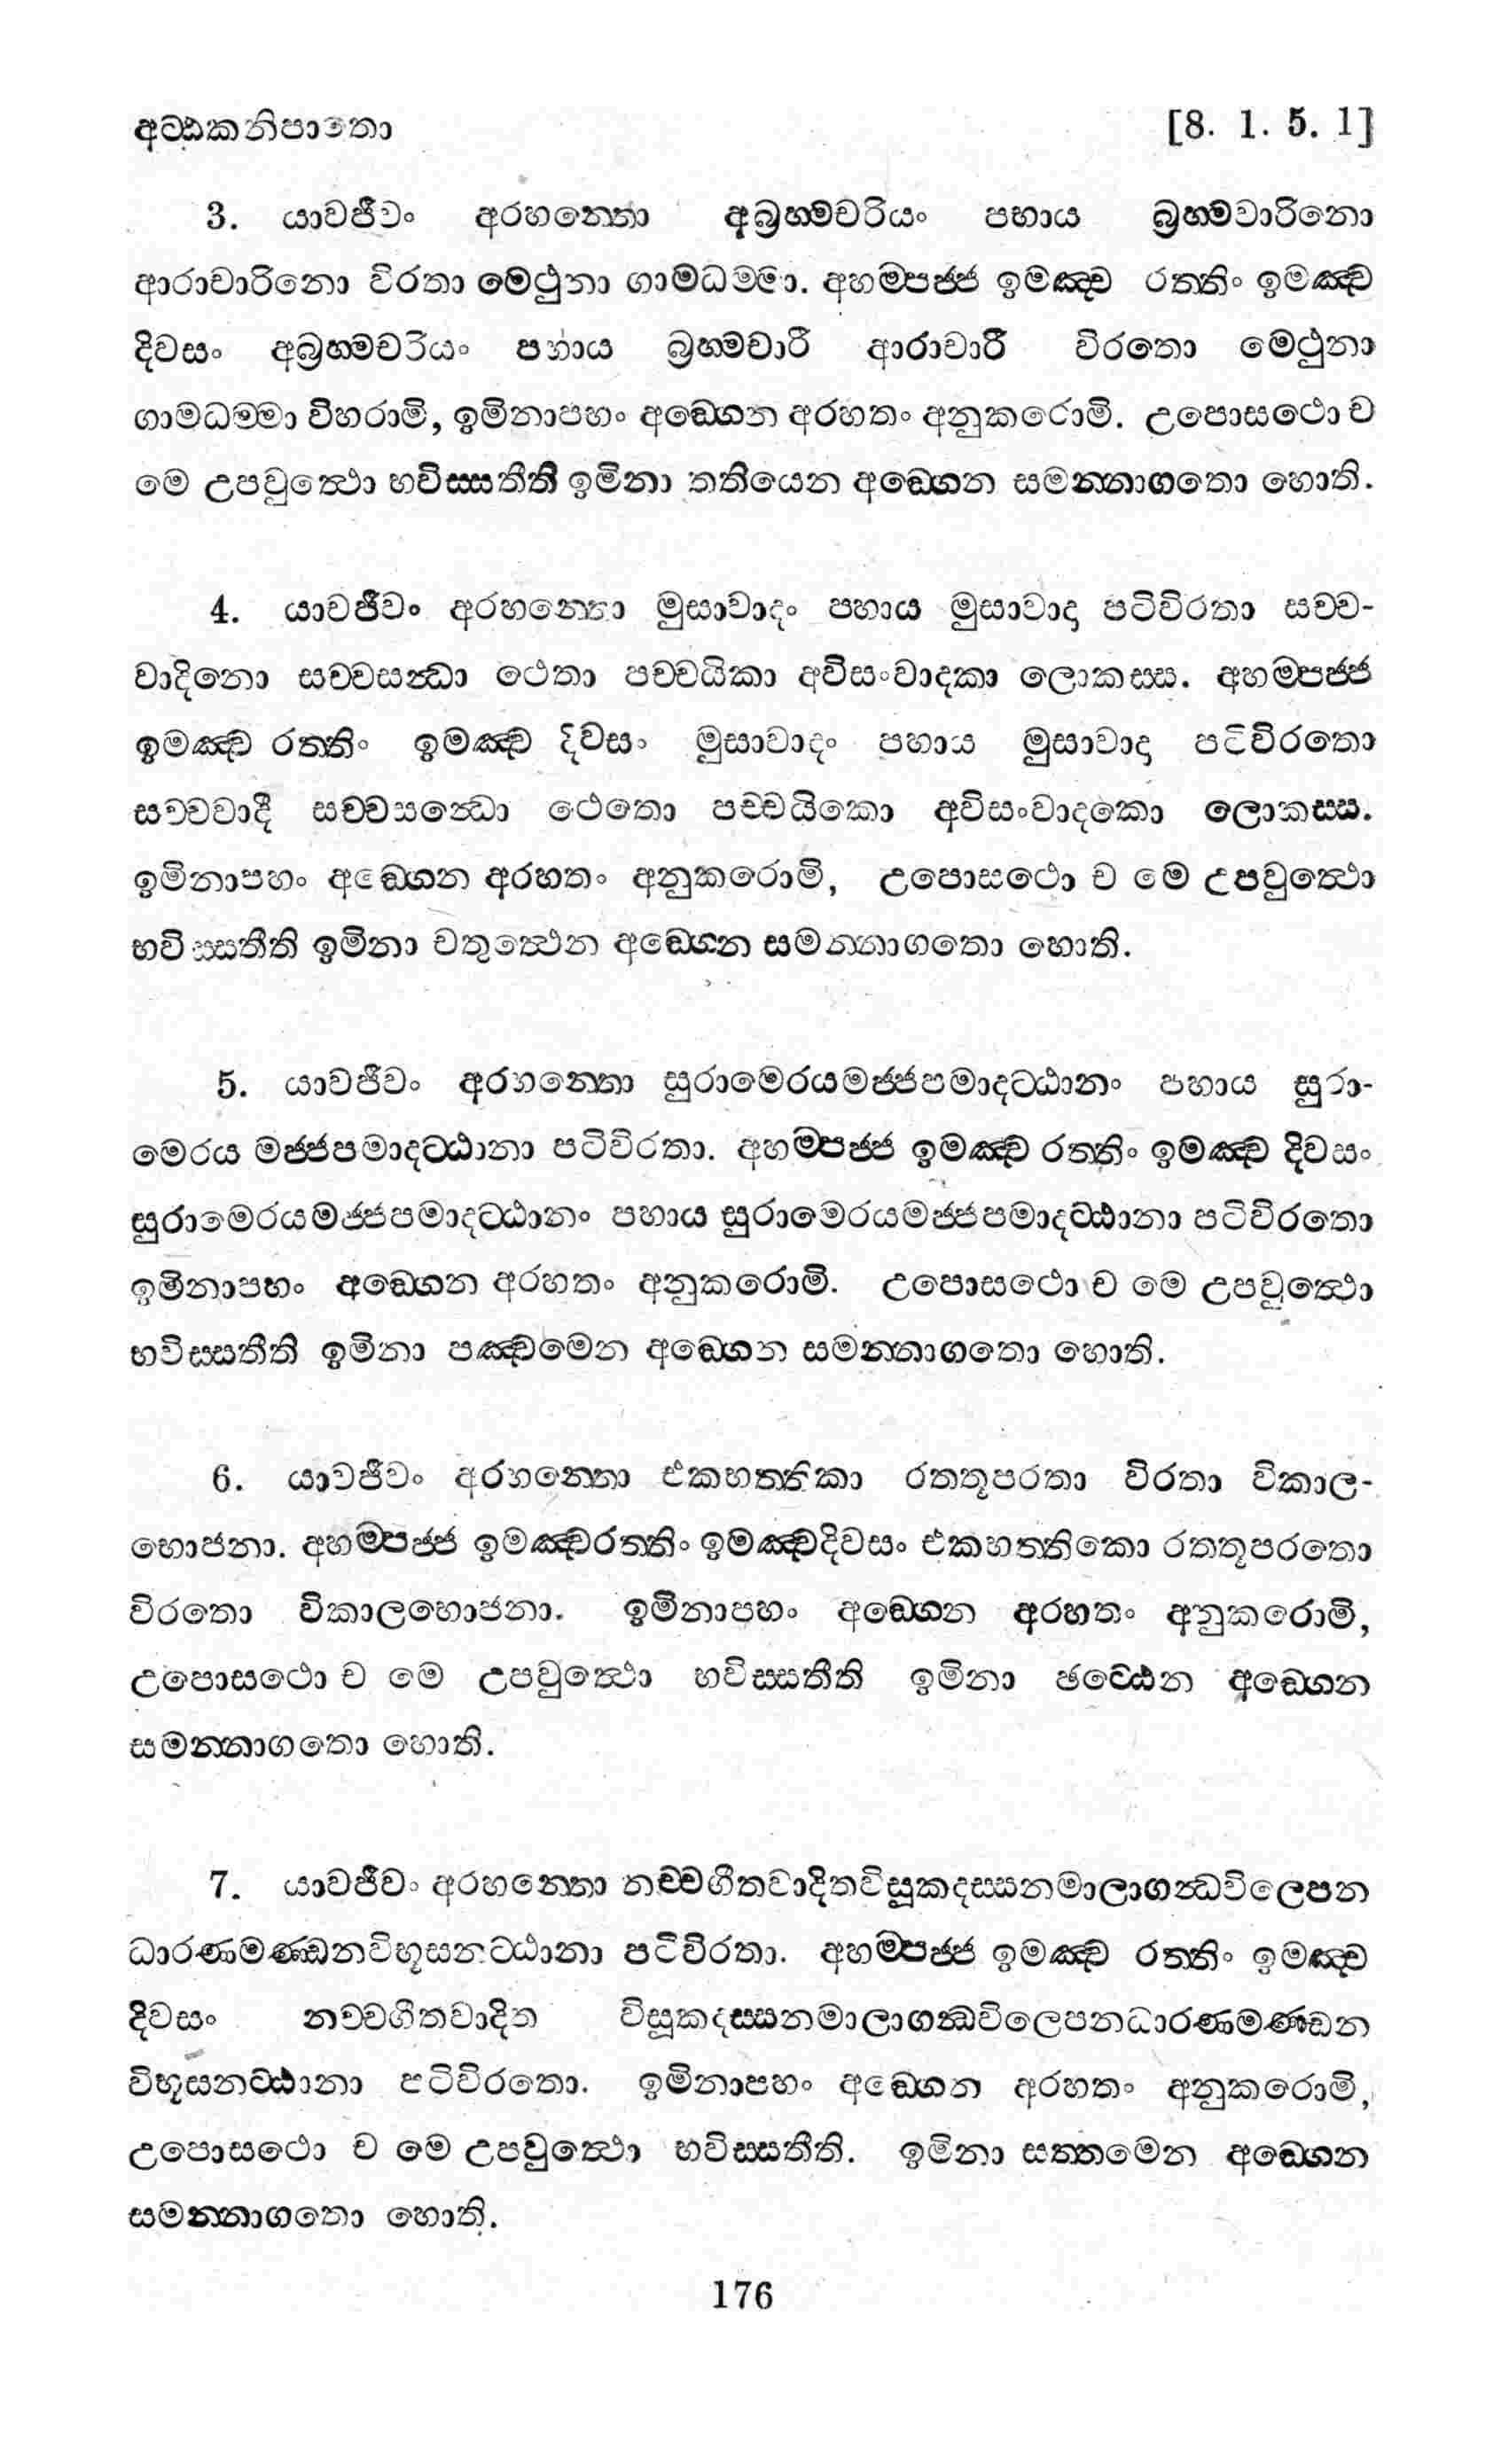 අට්ඨකනිපාතො [8. 1. 5. 1]
3. යාවජීවං අරහන්තො අබ්‍රහ්මචරියං පහාය බ්‍රහ්මචාරිනො
ආරාචාරිනො විරතා මෙථුනා ගාමධම්මා. අහම්පජ්ජ ඉමඤ්ච රත්තිං ඉමඤ්ච
දිවසං අබ්‍රහ්මචරියං පහාය බ්‍රහ්මචාරී ආරාචාරී විරතො මෙථුනා
ගාමධම්මා විහරාමි, ඉමිනාපහං අඞ්ගෙන අරහතං අනුකරොමි. උපොසථො ච
මෙ උපවුත්ථො භවිස්සතීති ඉමිනා තතියෙන අඞ්ගෙන සමන්නාගතො හොති.
4. යාවජීවං අරහන්තො මුසාවාදං පහාය මුසාවාදා පටිවිරතා සච්ච-
වාදිනො සච්චසන්ධා ථෙතා පච්චයිකා අවිසංවාදකා ලොකස්ස. අහම්පජ්ජ
ඉමඤ්ච රත්තිං ඉමඤ්ච දිවසං මුසාවාදං පහාය මුසාවාදා පටිවිරතො
සච්චවාදී සච්චසන්ධො ථෙතො පච්චයිකො අවිසංවාදකො ලොකස්ස.
ඉමිනාපහං අඞ්ගෙන අරහතං අනුකරොමි, උපොසථො ච මෙ උපවුත්ථො
භවිස්සතීති ඉමිනා චතුත්ථෙන අඞ්ගෙන සමන්නාගතො හොති.
5. යාවජීවං අරහන්තො සුරාමෙරයමජ්ජපමාදට්ඨානං පහාය සුරා-
මෙරය මජ්ජපමාදට්ඨානා පටිවිරතා. අහම්පජ්ජ ඉමඤ්ච රත්තිං ඉමඤ්ච දිවසං
සුරාමෙරයමජ්ජපමාදට්ඨානං පහාය සුරාමෙරයමජ්ජපමාදට්ඨානා පටිවිරතො
ඉමිනාපහං අඞ්ගෙන අරහතං අනුකරොමි. උපොසථො ච මෙ උපවුත්ථො
භවිස්සතීති ඉමිනා පඤ්චමෙන අඞ්ගෙන සමන්නාගතො හොති.
6. යාවජීවං අරහන්තො එකභත්තිකා රතතූපරතා විරතා විකාල-
භොජනා. අහම්පජ්ජ ඉමඤ්චරත්තිං ඉමඤ්චදිවසං එකභත්තිකො රතතූපරතො
විරතො විකාලභොජනා. ඉමිනාපහං අඞ්ගෙන අරහතං අනුකරොමි,
උපොසථො ච මෙ උපවුත්ථො භවිස්සතීති ඉමිනා ඡට්ඨෙන අඞ්ගෙන
සමන්නාගතො හොති.
7. යාවජීවං අරහන්තො නච්චගීතවාදිතවිසූකදස්සනමාලාගන්ධවිලෙපන
ධාරණමණ්ඩනවිභූසනට්ඨානා පටිවිරතා. අහම්පජ්ජ ඉමඤ්ච රත්තිං ඉමඤ්ච
දිවසං නච්චගීතවාදිත විසූකදස්සනමාලාගන්ධවිලෙපනධාරණමණ්ඩන
විභූසනට්ඨානා පටිවිරතො. ඉමිනාපහං අඞ්ගෙන අරහතං අනුකරොමි,
උපොසථො ච මෙ උපවුත්ථො භවිස්සතීති. ඉමිනා සත්තමෙන අඞ්ගෙන
සමන්නාගතො හොති.
176